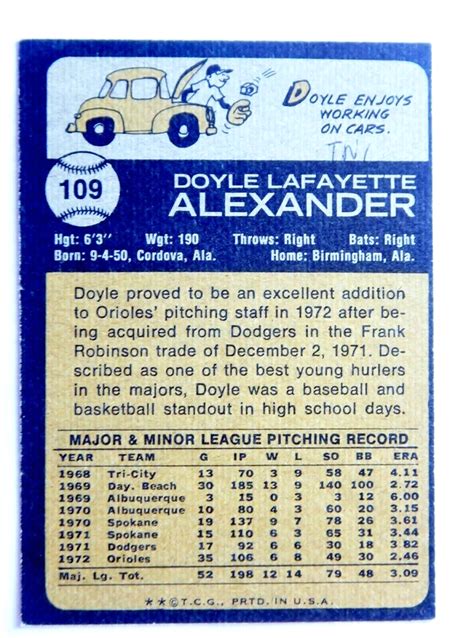 DOYLE ENJOYS
WORKING
ON CARS.
109
DOYLE LAFAYETTE
ALEXANDER
Hgt: 6'3" Wgt: 190 Throws: Right Bats: Right
Born: 9-4-50, Cordova, Ala. Home: Birmingham, Ala.
Doyle proved to be an excellent addition
to Orioles' pitching staff in 1972 after be-
ing acquired from Dodgers in the Frank
Robinson trade of December 2, 1971. De-
scribed as one of the best young hurlers
in the majors, Doyle was a baseball and
basketball standout in high school days.
MAJOR & MINOR LEAGUE PITCHING RECORD
YEAR TEAM G IP W L SO BB ERA
1968 Tri-City 13 70 3 9 58 47 4.11
1969 Day. Beach 30 185 13 9 140 100 2.72
1969 Albuquerque 3 15 0 3 3 12 6.00
1970 Albuquerque 10 80 4 3 60 20 3.15
1970 Spokane 19 137 9 7 78 26 3.61
1971 Spokane 15 110 6 3 64 31 3.44
1971 Dodgers 17 92 6 6 30 18 3.82
1972 Orioles 35 106 6 8 49 30 2.46
Maj. Lg. Tot. 52 198 12 14 79 48 3.09
★★©T.C.G., PRTD. IN U.S.A.